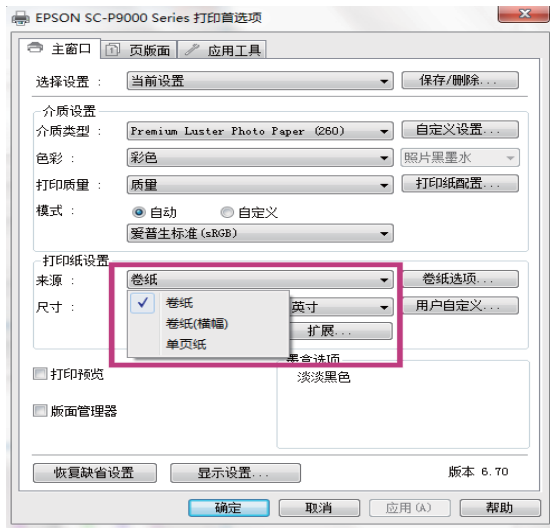 EPSON SC-P9000 Series 打印首选项
主窗口 页版面 应用工具
选择设置 : 当前设置 保存/删除...
介质设置
介质类型 : Premium Luster Photo Paper (260) 自定义设置...
色彩 : 彩色 照片黑墨水
打印质量 : 质量 打印纸配置...
模式 : 自动 自定义
爱普生标准(sRGB)
打印纸设置
来源 : 卷纸 卷纸选项...
尺寸 : 英寸 用户自定义...
卷纸
卷纸(横幅)
单页纸
扩展...
墨盒选项
打印预览 淡淡黑色
版面管理器
恢复缺省设置 显示设置... 版本 6.70
确定 取消 应用(A) 帮助